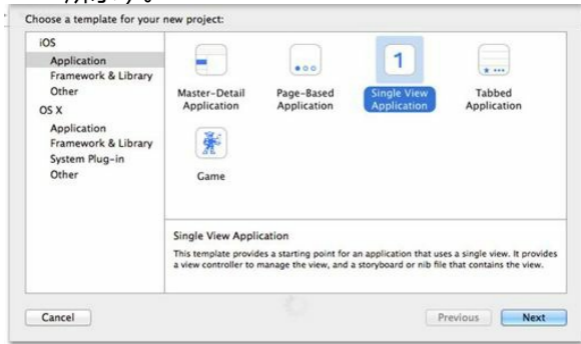 Choose a template for your new project:
iOS
Application
Framework & Library
Other
OS X
Application
Framework & Library
System Plug-in
Other
Master-Detail
Application
Page-Based
Application
1
Single View
Application
Tabbed
Application
Game
Single View Application
This template provides a starting point for an application that uses a single view. It provides
a view controller to manage the view, and a storyboard or nib file that contains the view.
Cancel
Previous
Next